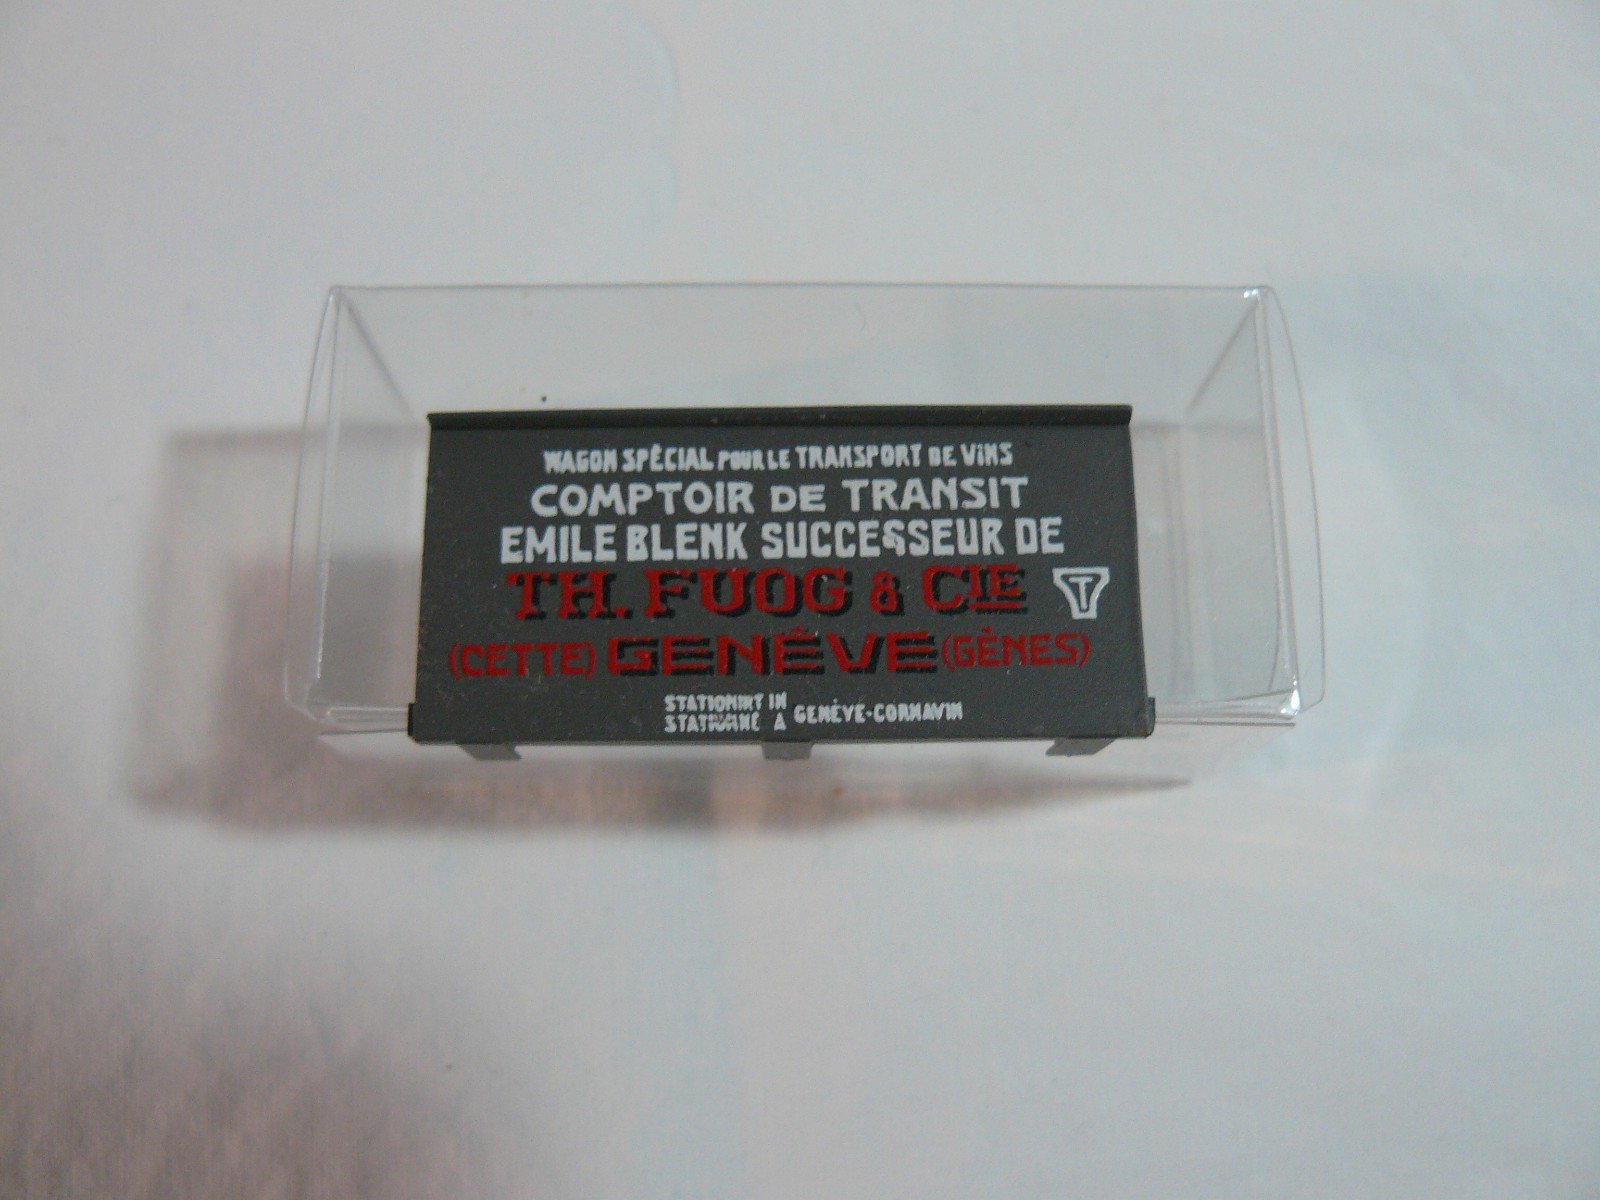 WAGON SPÉCIAL POUR LE TRANSPORT DE VINS
COMPTOIR DE TRANSIT
EMILE BLENK SUCCESSEUR DE
TH. FUOG & CIE
T
(CETTE) GENÊVE (GÊNES)
STATIONIRT IN
STATIONNÉ A GENÈVE-CORNAVIN